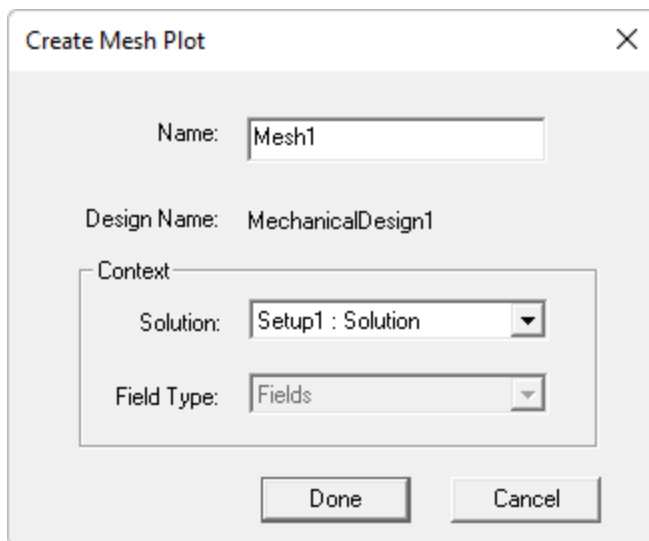 Create Mesh Plot
Name: Mesh1
Design Name: MechanicalDesign1
Context
Solution: Setup1 : Solution
Field Type: Fields
Done Cancel